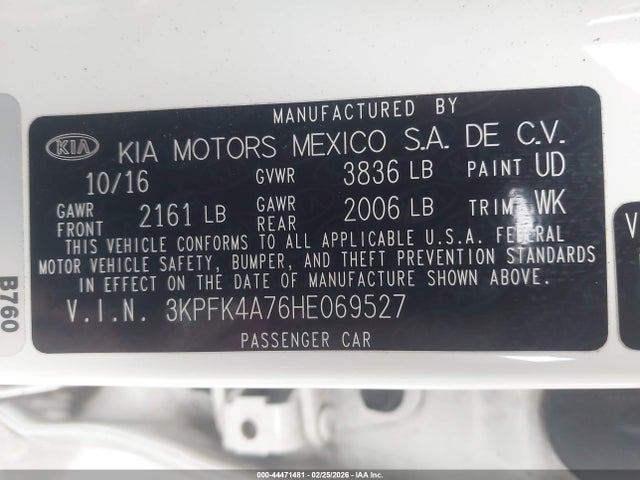 MANUFACTURED BY
KIA KIA MOTORS MEXICO S.A. DE C.V.
10/16 GVWR 3836 LB PAINT UD
GAWR FRONT 2161 LB GAWR REAR 2006 LB TRIM WK
THIS VEHICLE CONFORMS TO ALL APPLICABLE U.S.A. FEDERAL
MOTOR VEHICLE SAFETY, BUMPER, AND THEFT PREVENTION STANDARDS
IN EFFECT ON THE DATE OF MANUFACTURE SHOWN ABOVE.
V.I.N. 3KPFK4A76HE069527
PASSENGER CAR
B760
V
000-44471481 - 02/25/2026 - IAA Inc.